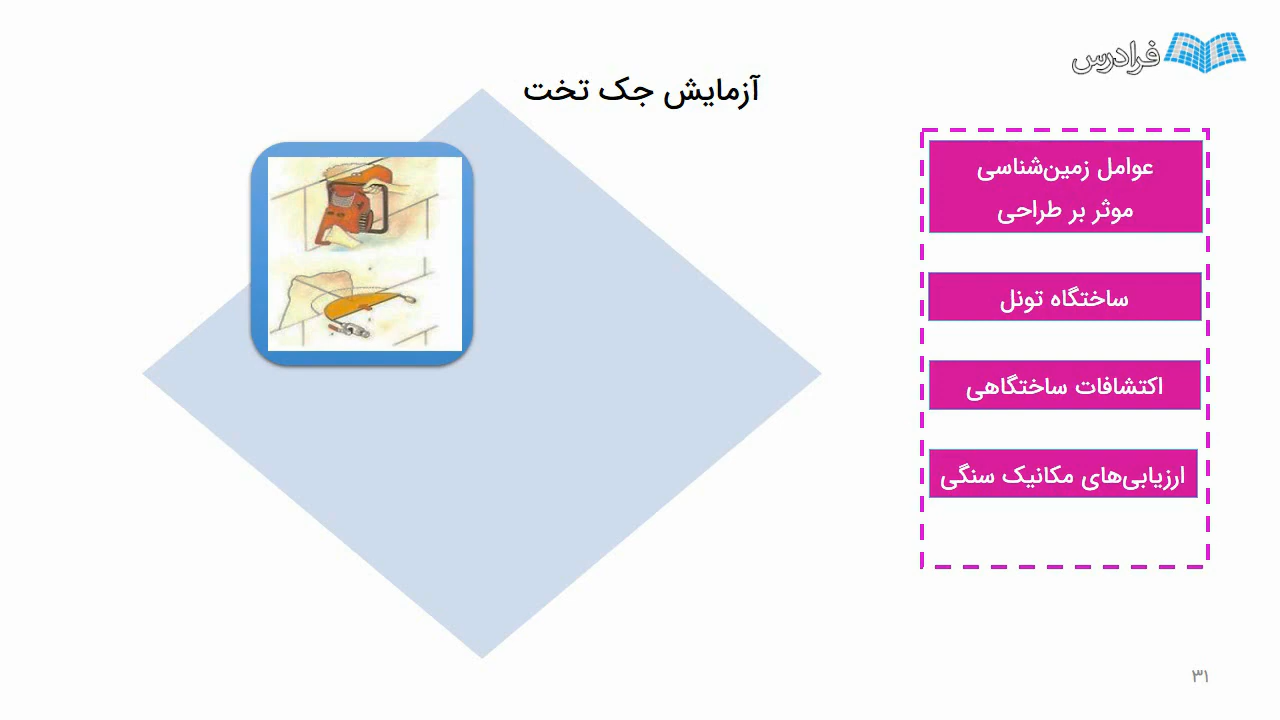 فرادرس
آزمایش جک تخت
عوامل زمین‌شناسی
موثر بر طراحی
ساختگاه تونل
اکتشافات ساختگاهی
ارزیابی‌های مکانیک سنگی
۳۱